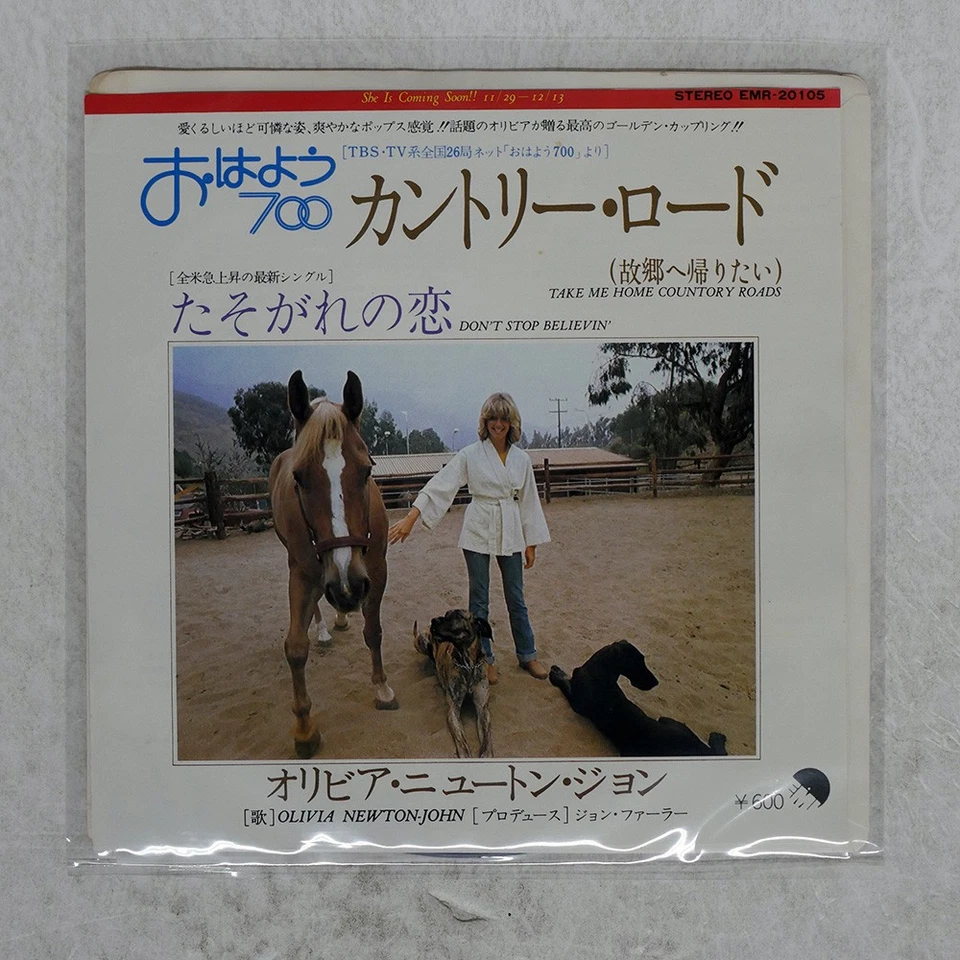 She Is Coming Soon!! 11/29—12/13
STEREO EMR-20105
愛くるしいほど可憐な姿、爽やかなポップス感覚!!話題のオリビアが贈る最高のゴールデン・カップリング!!
おはよう
700
[TBS・TV系全国26局ネット「おはよう700」より]
カントリー・ロード
(故郷へ帰りたい)
TAKE ME HOME COUNTORY ROADS
[全米急上昇の最新シングル]
たそがれの恋 DON'T STOP BELIEVIN'
オリビア・ニュートン・ジョン
[歌]OLIVIA NEWTON-JOHN [プロデュース]ジョン・ファーラー
¥600